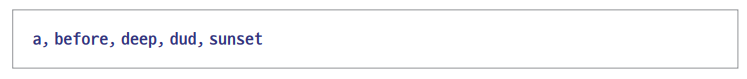 a, before, deep, dud, sunset